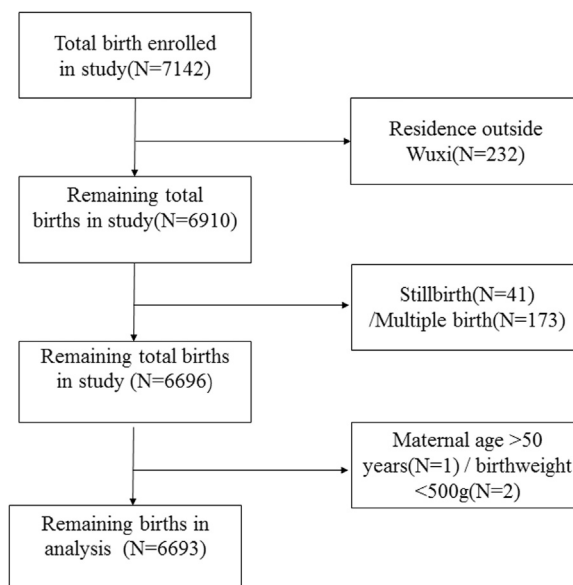 Total birth enrolled
in study(N=7142)
Residence outside
Wuxi(N=232)
Remaining total
births in study(N=6910)
Stillbirth(N=41)
/Multiple birth(N=173)
Remaining total births
in study (N=6696)
Maternal age >50
years(N=1) / birthweight
<500g(N=2)
Remaining births in
analysis (N=6693)